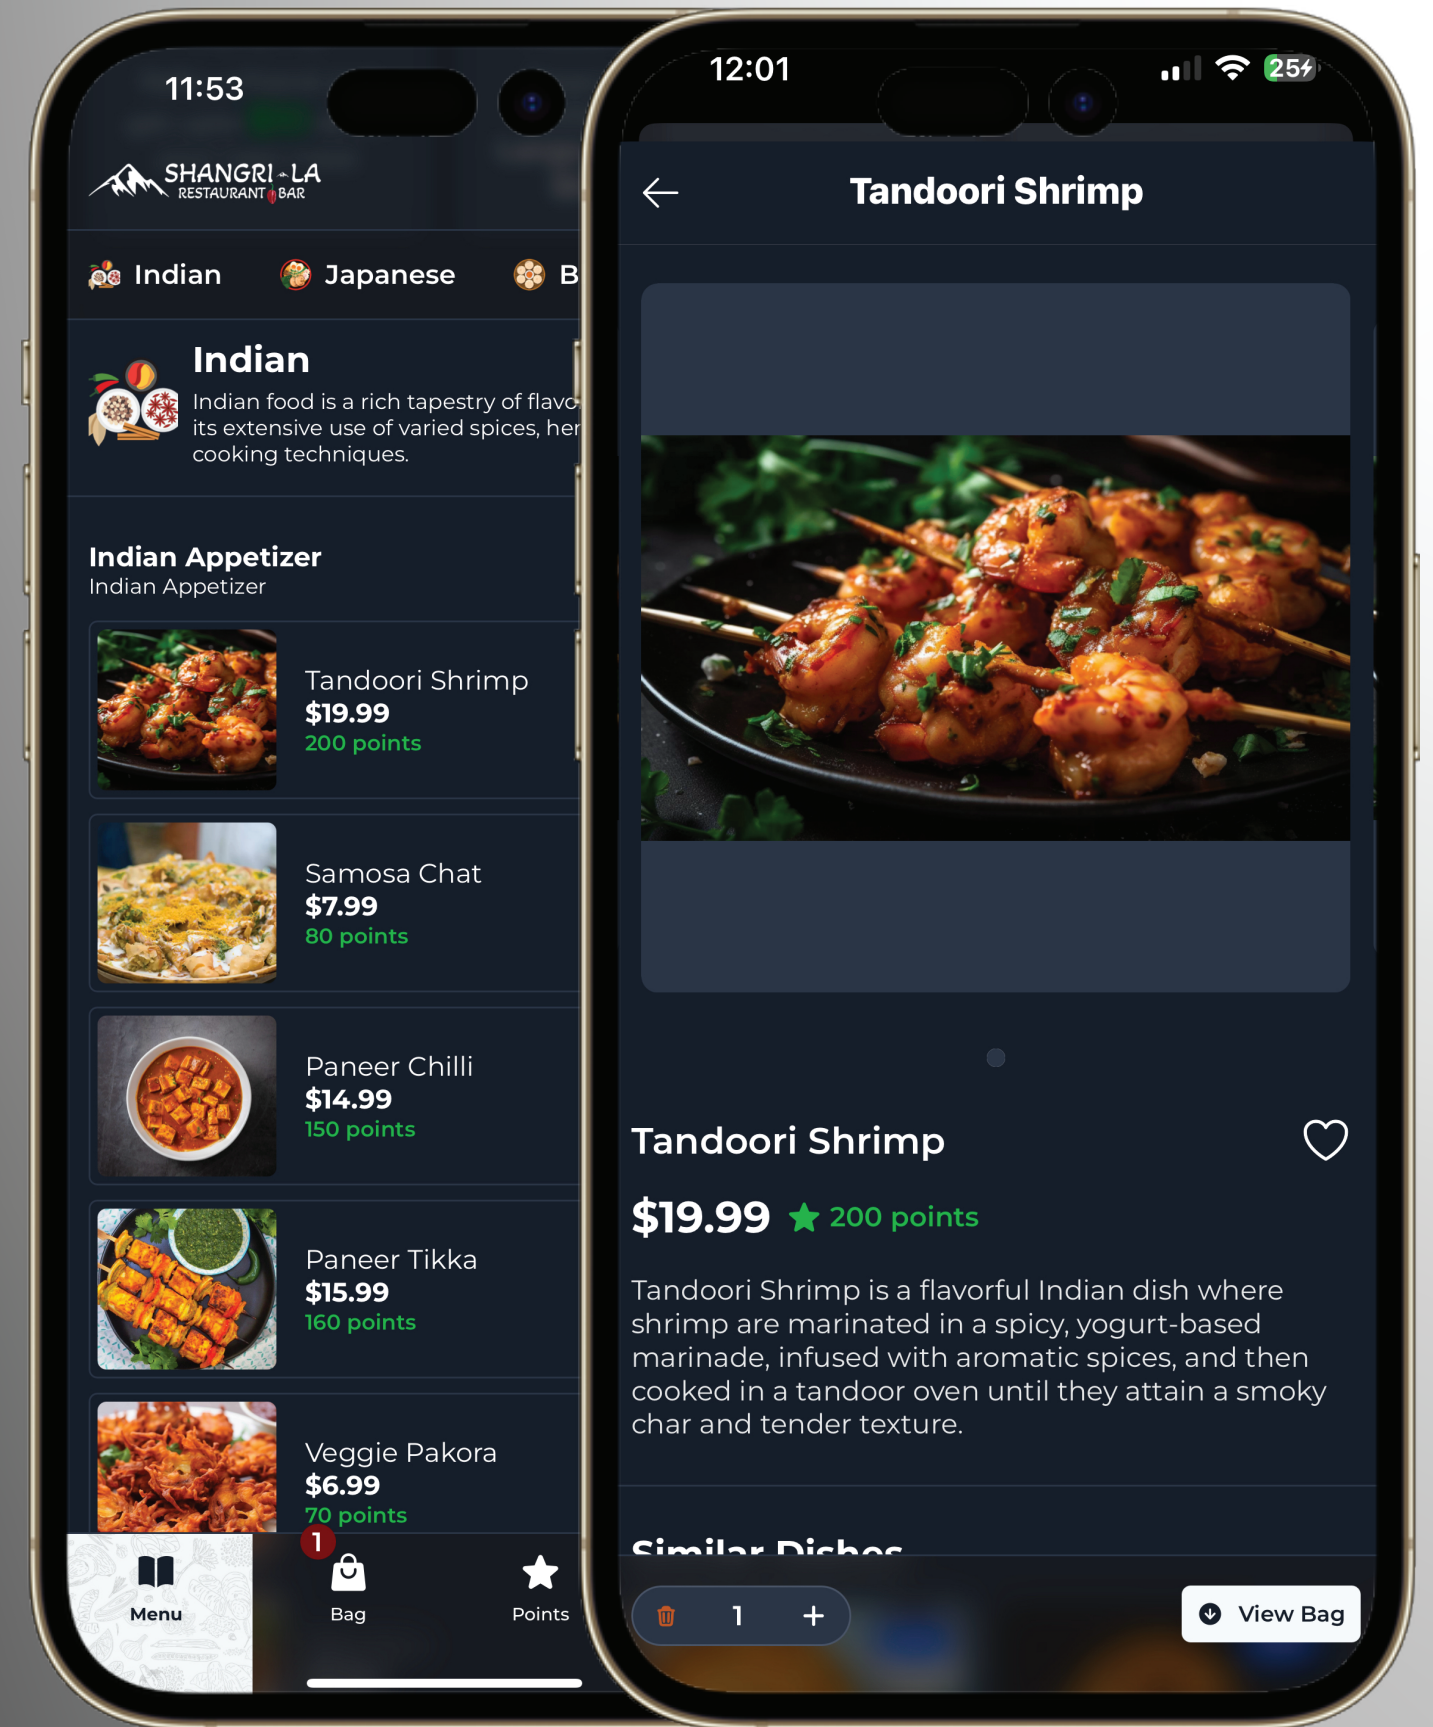 11:53
SHANGRI-LA
RESTAURANT BAR
Indian
Japanese
B
Indian
Indian food is a rich tapestry of flavo
its extensive use of varied spices, her
cooking techniques.
Indian Appetizer
Indian Appetizer
Tandoori Shrimp
$19.99
200 points
Samosa Chat
$7.99
80 points
Paneer Chilli
$14.99
150 points
Paneer Tikka
$15.99
160 points
Veggie Pakora
$6.99
70 points
1
Menu
Bag
Points
12:01
25
Tandoori Shrimp
Tandoori Shrimp
$19.99
200 points
Tandoori Shrimp is a flavorful Indian dish where
shrimp are marinated in a spicy, yogurt-based
marinade, infused with aromatic spices, and then
cooked in a tandoor oven until they attain a smoky
char and tender texture.
Similar Dishes
1
View Bag